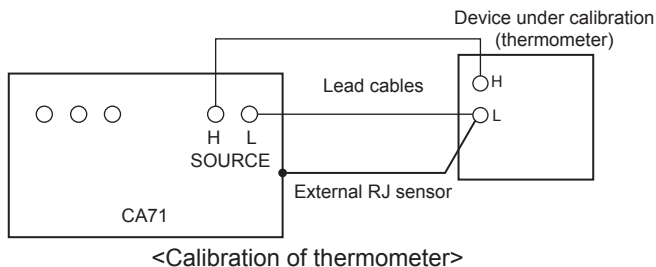 Device under calibration
(thermometer)
Lead cables
H
L
H L
SOURCE
External RJ sensor
CA71
<Calibration of thermometer>